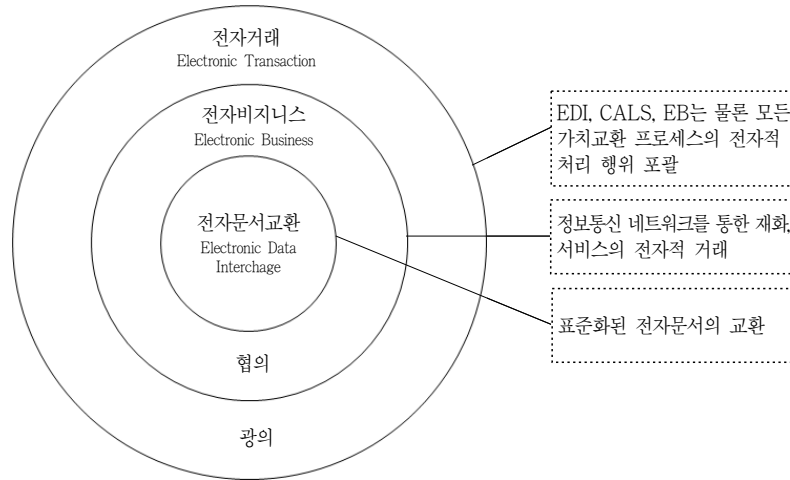 전자거래
Electronic Transaction
전자비지니스
Electronic Business
전자문서교환
Electronic Data
Interchage
협의
광의
EDI, CALS, EB는 물론 모든
가치교환 프로세스의 전자적
처리 행위 포괄
정보통신 네트워크를 통한 재화,
서비스의 전자적 거래
표준화된 전자문서의 교환